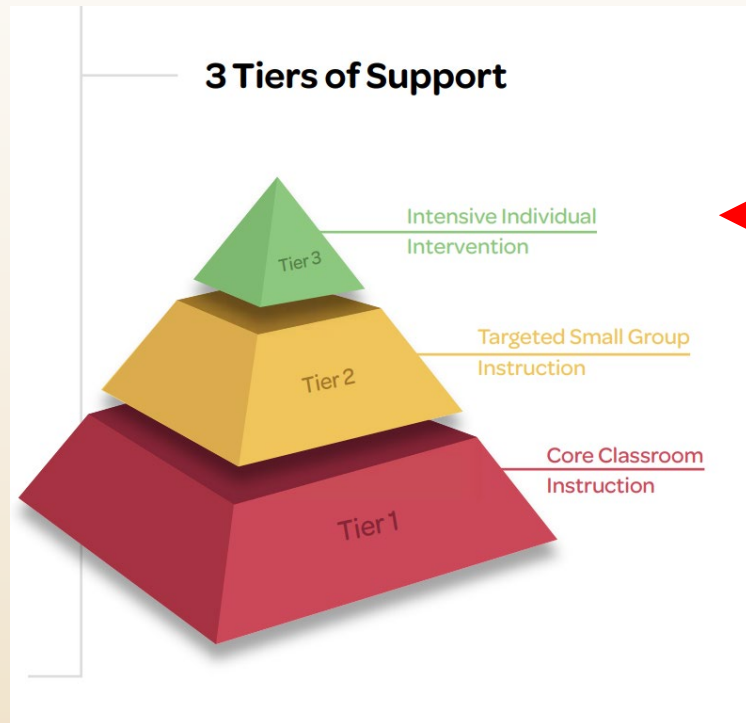 3 Tiers of Support
Tier 3
Intensive Individual
Intervention
Tier 2
Targeted Small Group
Instruction
Tier 1
Core Classroom
Instruction